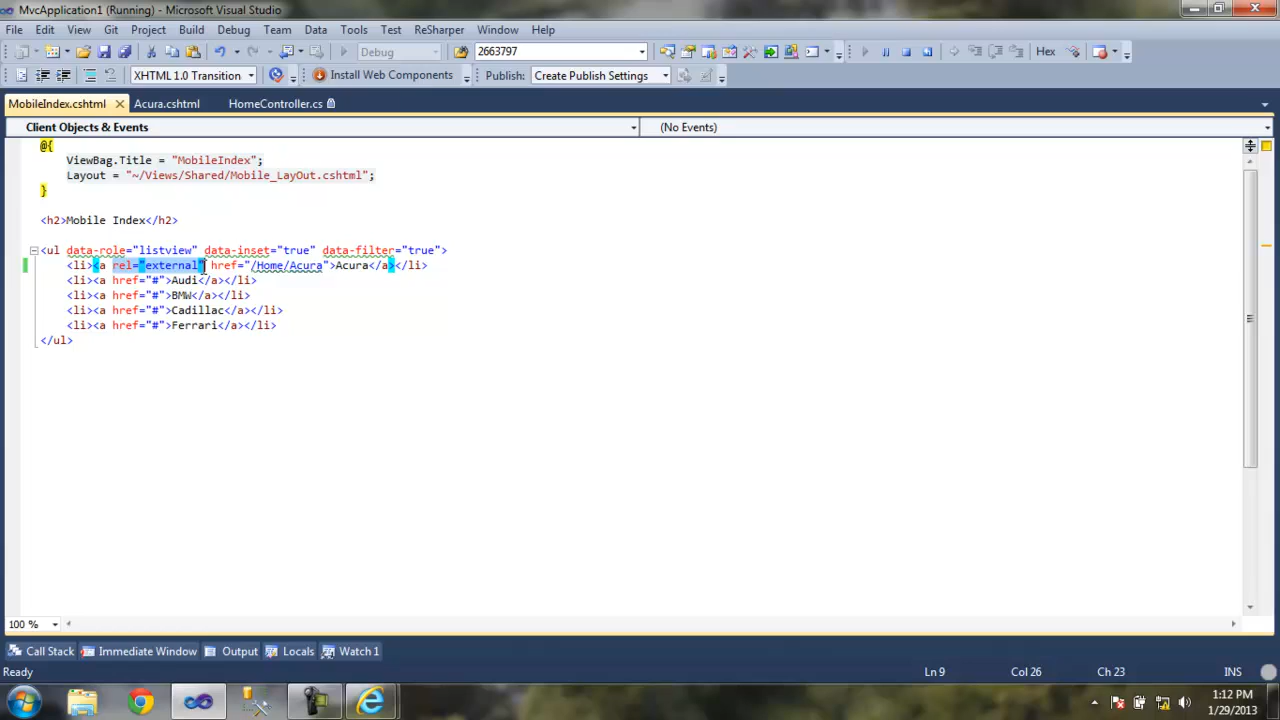 MvcApplication1 (Running) - Microsoft Visual Studio
File Edit View Git Project Build Debug Team Data Tools Test ReSharper Window Help
Debug 2663797 Hex
XHTML 1.0 Transition Install Web Components Publish: Create Publish Settings
MobileIndex.cshtml Acura.cshtml HomeController.cs
Client Objects & Events (No Events)
@{
ViewBag.Title = "MobileIndex";
Layout = "~/Views/Shared/Mobile_LayOut.cshtml";
}
<h2>Mobile Index</h2>
<ul data-role="listview" data-inset="true" data-filter="true">
<li><a rel="external" href="/Home/Acura">Acura</a></li>
<li><a href="#">Audi</a></li>
<li><a href="#">BMW</a></li>
<li><a href="#">Cadillac</a></li>
<li><a href="#">Ferrari</a></li>
</ul>
100 %
Call Stack Immediate Window Output Locals Watch 1
Ready Ln 9 Col 26 Ch 23 INS
1:12 PM
1/29/2013